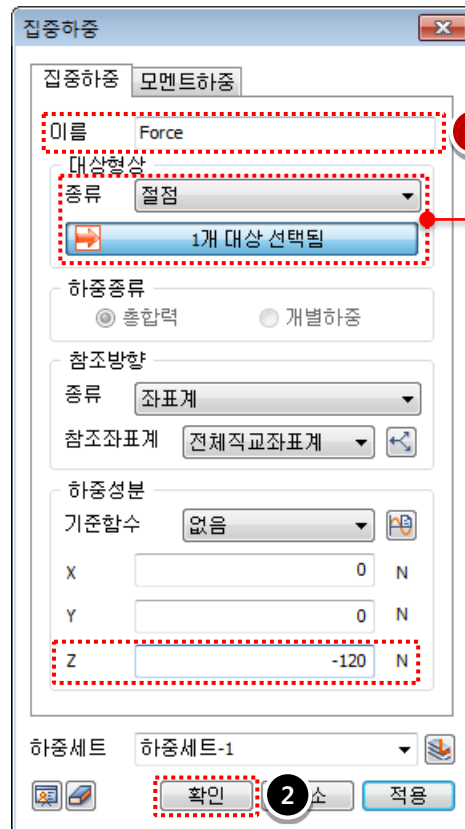 집중하중
집중하중 모멘트하중
이름 Force
대상형상
종류 절점
1개 대상 선택됨
하중종류
총합력 개별하중
참조방향
종류 좌표계
참조좌표계 전체직교좌표계
하중성분
기준함수 없음
X 0 N
Y 0 N
Z -120 N
하중세트 하중세트-1
확인 2 소 적용